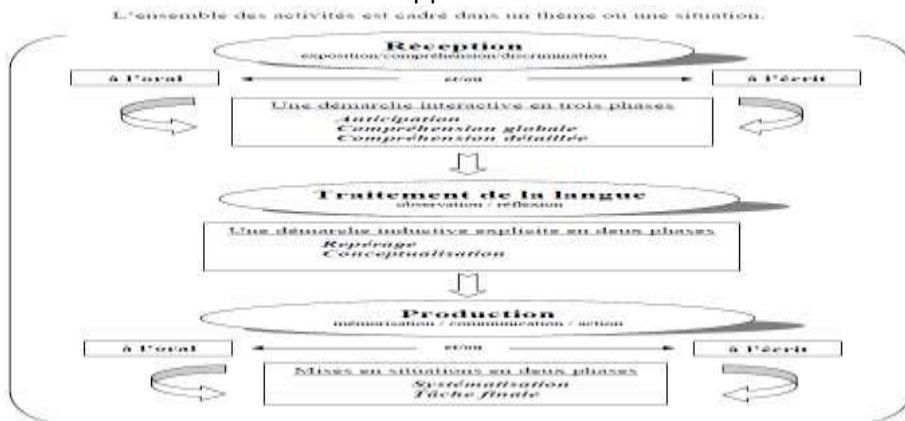 L'ensemble des activités est cadré dans un thème ou une situation.
Réception
exposition/compréhension/discrimination
à l'oral et/ou à l'écrit
Une démarche interactive en trois phases
Anticipation
Compréhension globale
Compréhension détaillée
Traitement de la langue
observation / réflexion
Une démarche inductive explicite en deux phases
Repérage
Conceptualisation
Production
mémorisation / communication / action
à l'oral et/ou à l'écrit
Mises en situations en deux phases
Systématisation
Tâche finale